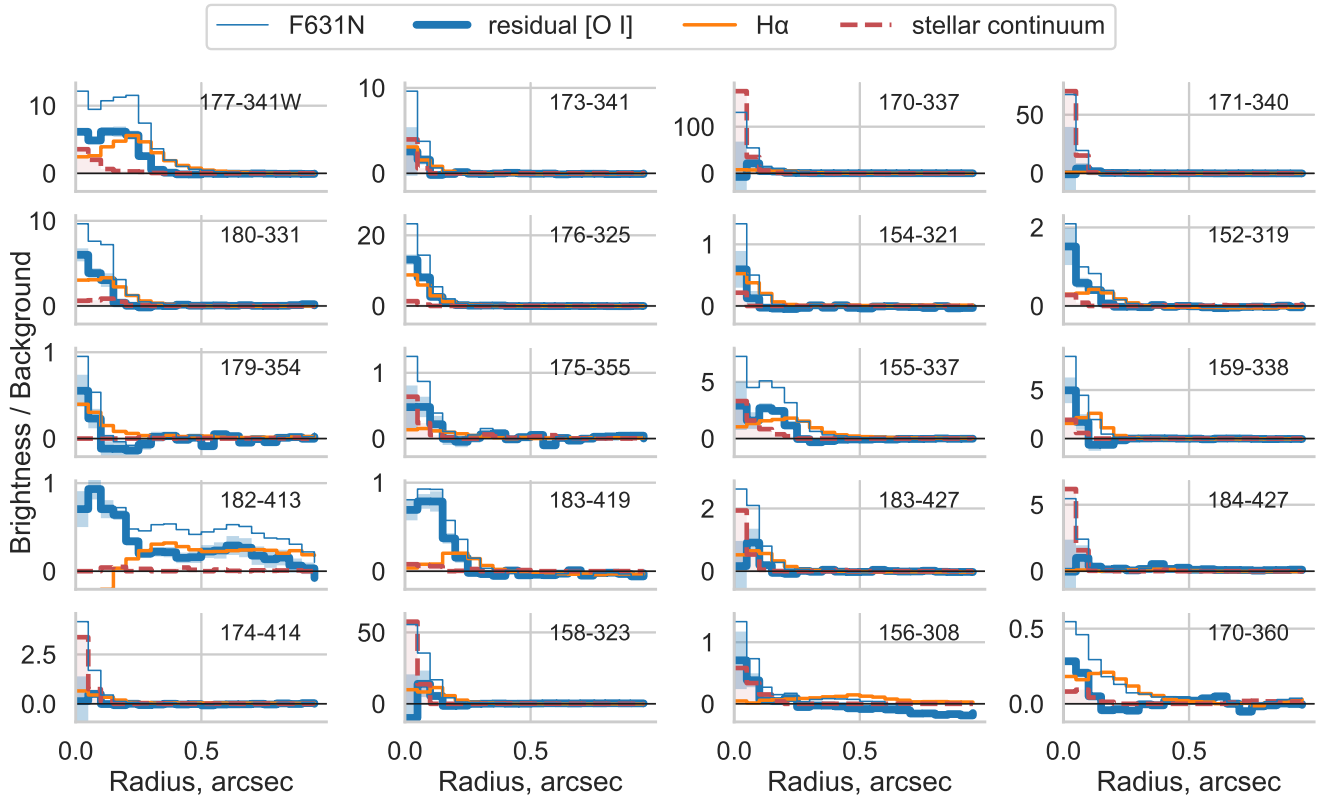 F631N residual [O I] Hα stellar continuum
177-341W 173-341 170-337 171-340
10 0 10 0 100 0 50 0
180-331 176-325 154-321 152-319
10 0 20 0 1 0 2 0
179-354 175-355 155-337 159-338
1 0 1 0 5 0 5 0
182-413 183-419 183-427 184-427
1 0 1 0 2 0 5 0
174-414 158-323 156-308 170-360
2.5 0.0 50 0 1 0 0.5 0.0
Brightness / Background
0.0 0.5 0.0 0.5 0.0 0.5 0.0 0.5
Radius, arcsec Radius, arcsec Radius, arcsec Radius, arcsec